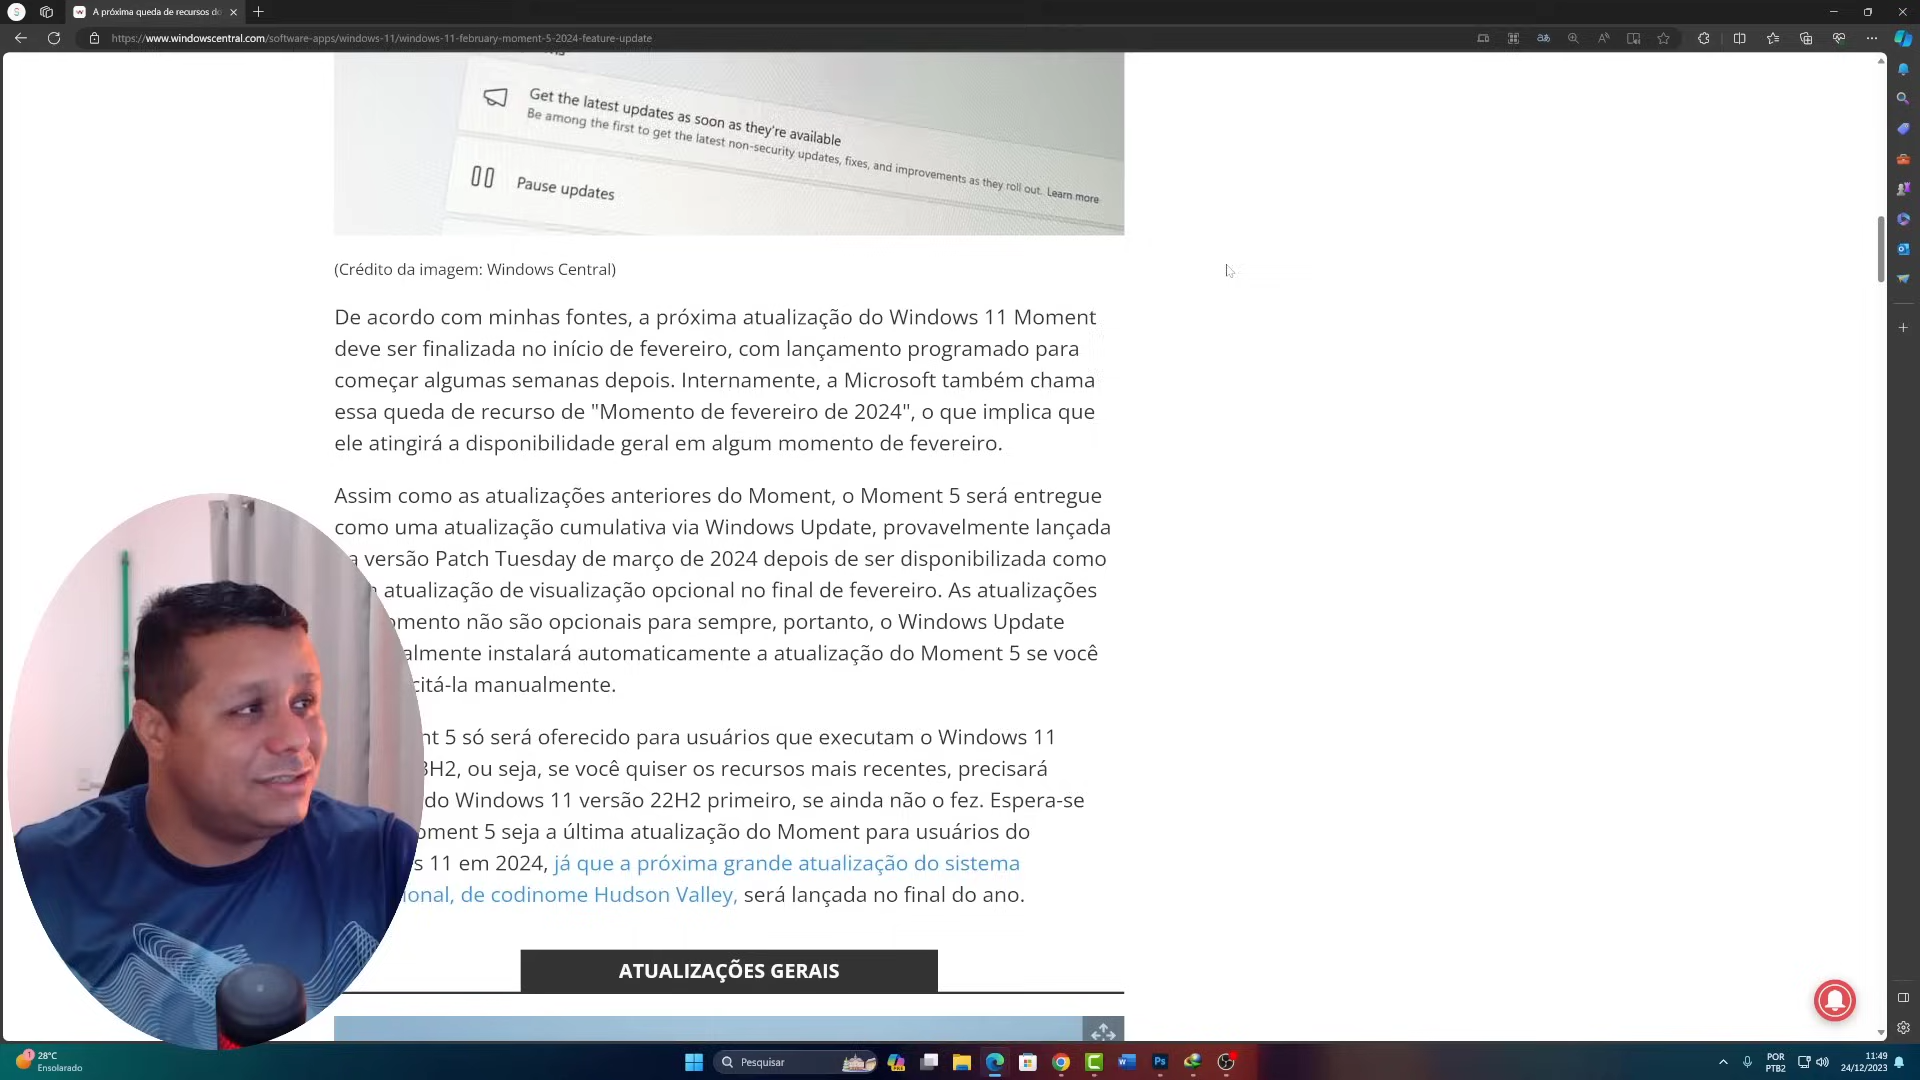 S
A próxima queda de recursos do
https://www.windowscentral.com/software-apps/windows-11/windows-11-february-moment-5-2024-feature-update
Get the latest updates as soon as they're available
Be among the first to get the latest non-security updates, fixes, and improvements as they roll out. Learn more
Pause updates
(Crédito da imagem: Windows Central)
De acordo com minhas fontes, a próxima atualização do Windows 11 Moment
deve ser finalizada no início de fevereiro, com lançamento programado para
começar algumas semanas depois. Internamente, a Microsoft também chama
essa queda de recurso de "Momento de fevereiro de 2024", o que implica que
ele atingirá a disponibilidade geral em algum momento de fevereiro.
Assim como as atualizações anteriores do Moment, o Moment 5 será entregue
como uma atualização cumulativa via Windows Update, provavelmente lançada
a versão Patch Tuesday de março de 2024 depois de ser disponibilizada como
atualização de visualização opcional no final de fevereiro. As atualizações
omento não são opcionais para sempre, portanto, o Windows Update
almente instalará automaticamente a atualização do Moment 5 se você
citá-la manualmente.
nt 5 só será oferecido para usuários que executam o Windows 11
3H2, ou seja, se você quiser os recursos mais recentes, precisará
do Windows 11 versão 22H2 primeiro, se ainda não o fez. Espera-se
oment 5 seja a última atualização do Moment para usuários do
s 11 em 2024, já que a próxima grande atualização do sistema
ional, de codinome Hudson Valley, será lançada no final do ano.
ATUALIZAÇÕES GERAIS
1
28°C
Ensolarado
Pesquisar
POR
PTB2
11:49
24/12/2023